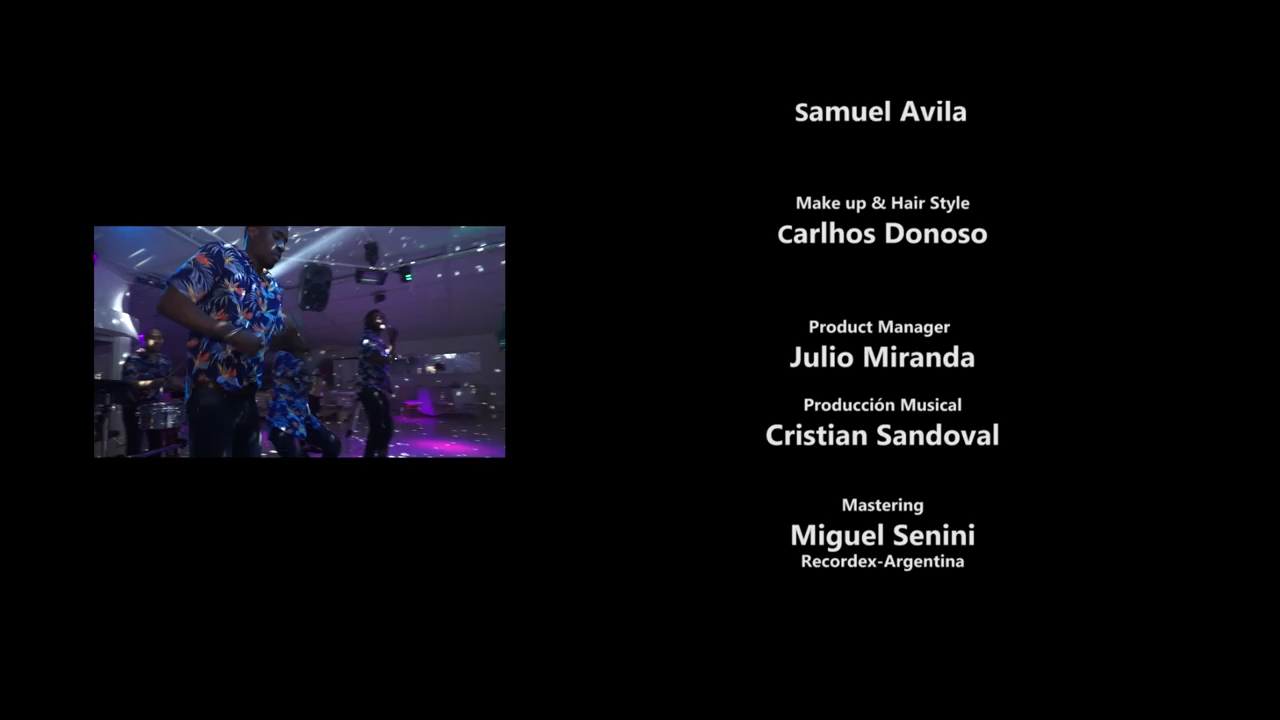 Samuel Avila
Make up & Hair Style
Carlhos Donoso
Product Manager
Julio Miranda
Producción Musical
Cristian Sandoval
Mastering
Miguel Senini
Recordex-Argentina